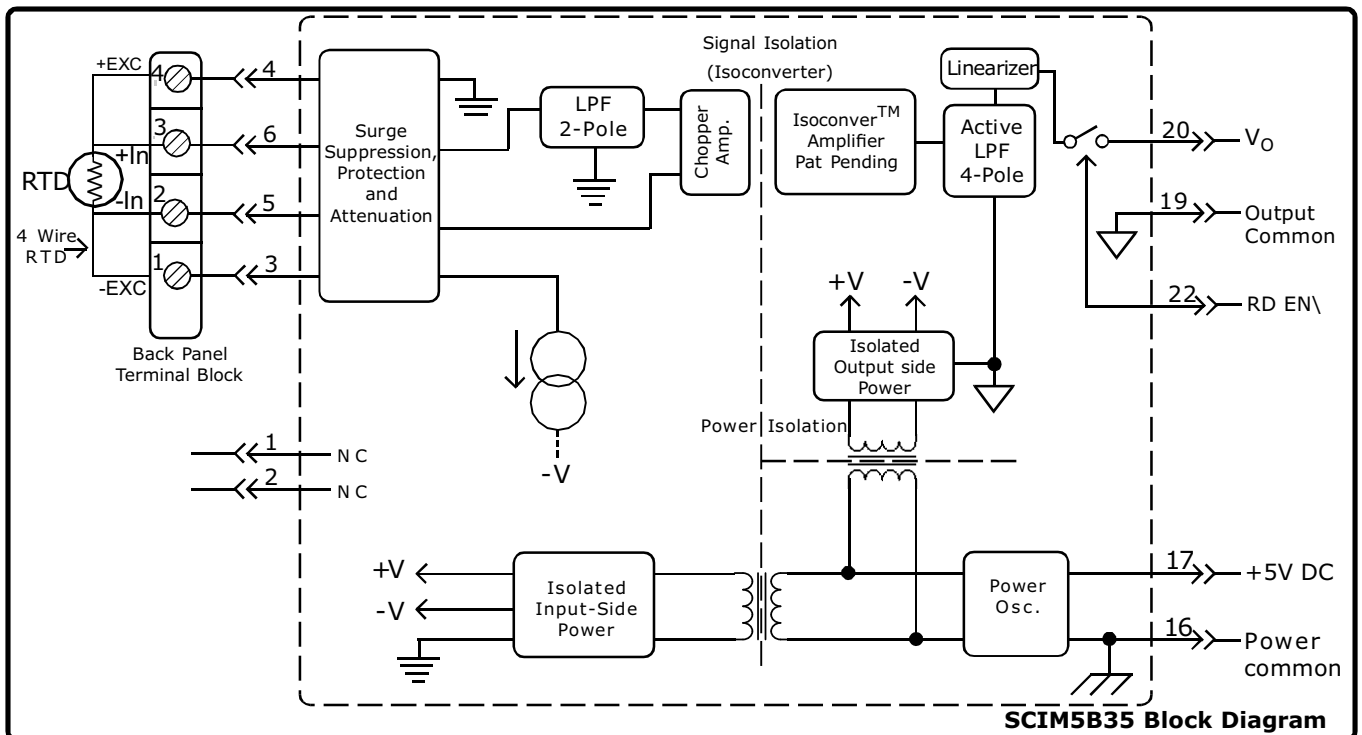 Signal Isolation
(Isoconverter)
+EXC
4
4
3
6
+In
RTD
-In
2
5
4 Wire
RTD
1
3
-EXC
Back Panel
Terminal Block
Surge
Suppression,
Protection
and
Attenuation
LPF
2-Pole
Chopper
Amp.
Isoconver™
Amplifier
Pat Pending
Linearizer
Active
LPF
4-Pole
20
VO
19
Output
Common
22
RD EN\
+V
-V
Isolated
Output side
Power
Power Isolation
-V
1
NC
2
NC
+V
-V
Isolated
Input-Side
Power
Power
Osc.
17
+5V DC
16
Power
common
SCIM5B35 Block Diagram